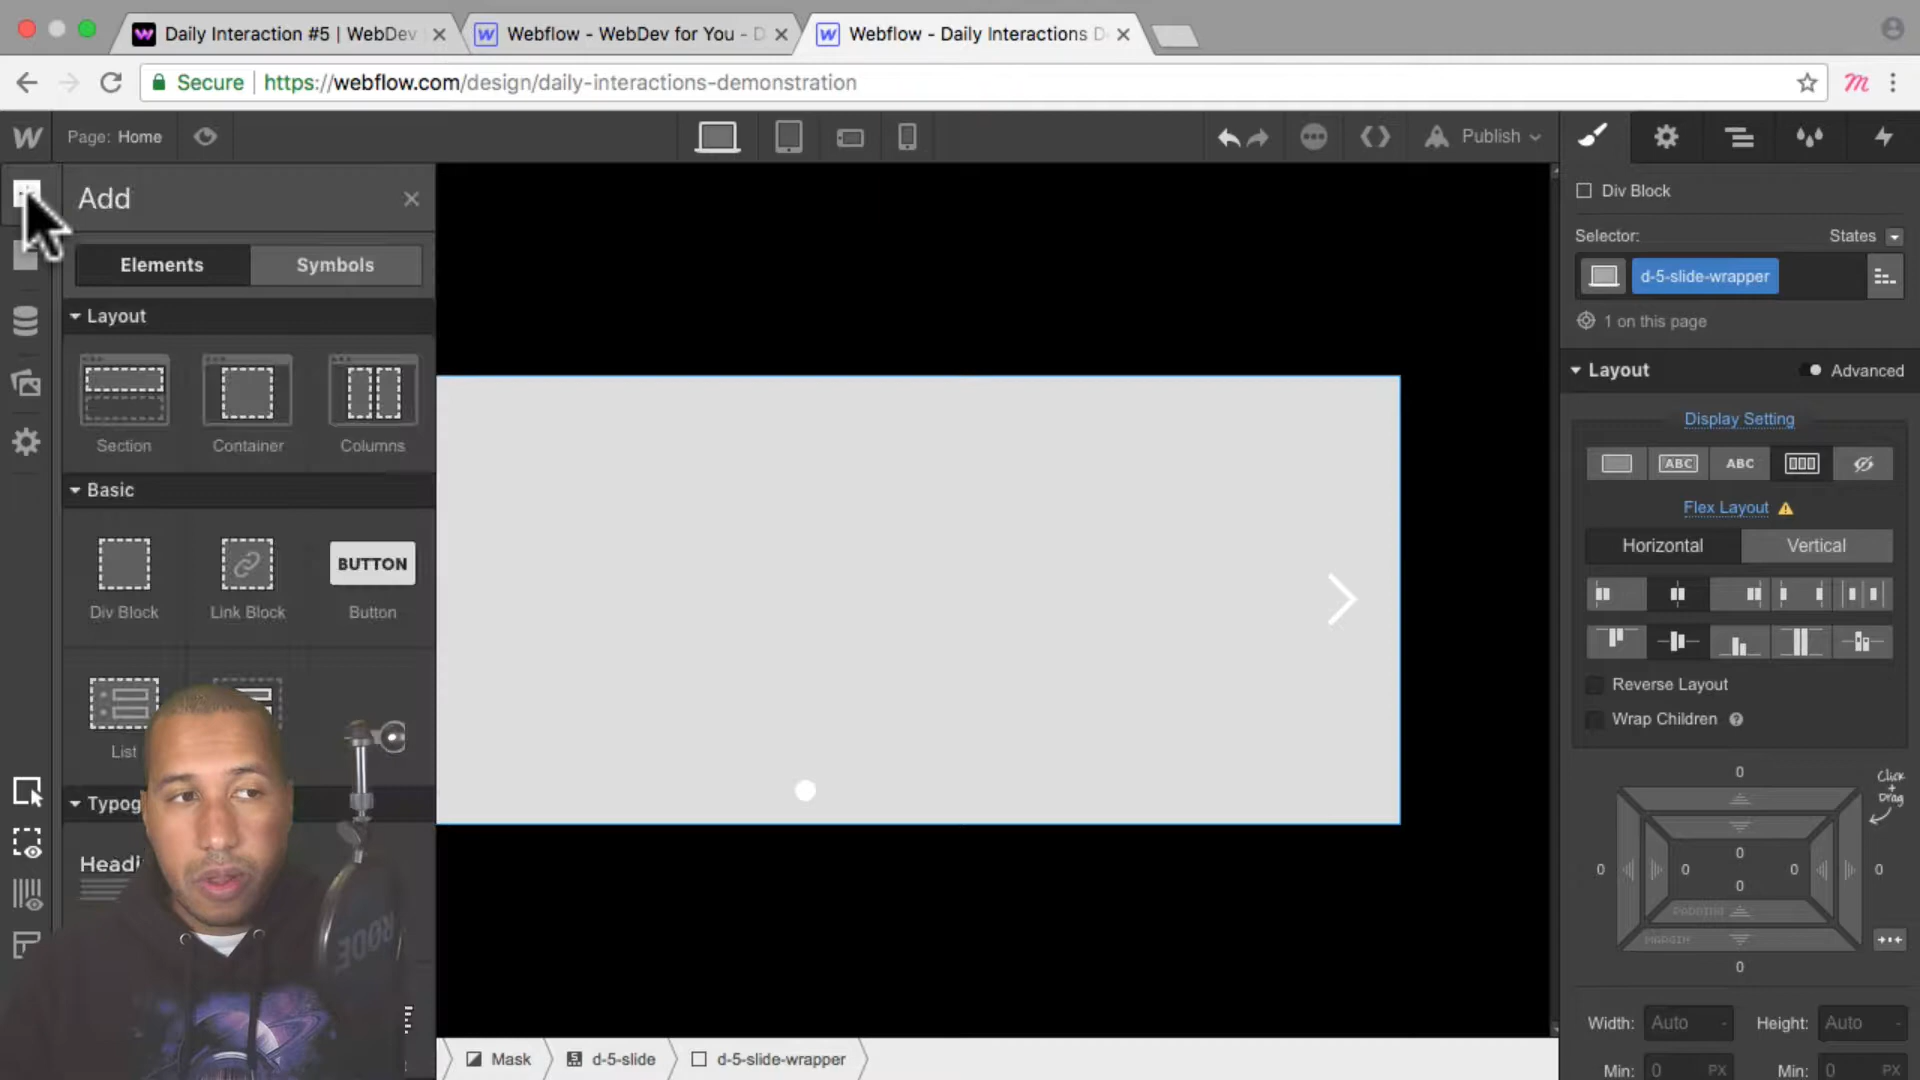 Daily Interaction #5 | WebDev
Webflow - WebDev for You - D
Webflow - Daily Interactions D
Secure
https://webflow.com/design/daily-interactions-demonstration
Page: Home
Publish
Add
Elements
Symbols
Layout
Section
Container
Columns
Basic
BUTTON
Div Block
Link Block
Button
List
Typog
Headi
RODE
Mask
d-5-slide
d-5-slide-wrapper
Div Block
Selector:
States
d-5-slide-wrapper
1 on this page
Layout
Advanced
Display Setting
ABC
ABC
Flex Layout
Horizontal
Vertical
Reverse Layout
Wrap Children
0
Click
+
Drag
0
0
0
0
0
0
PADDING
MARGIN
0
Width:
Auto
-
Height:
Auto
-
Min:
0
PX
Min:
0
PX